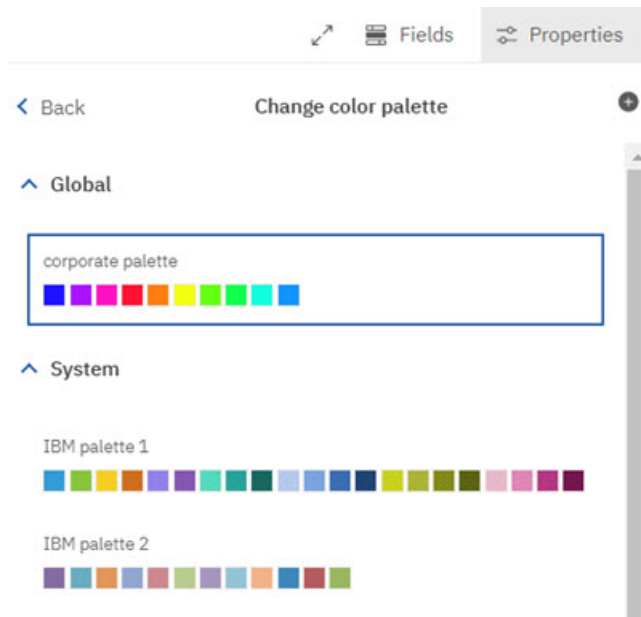 Fields Properties
Back Change color palette
Global
corporate palette
System
IBM palette 1
IBM palette 2